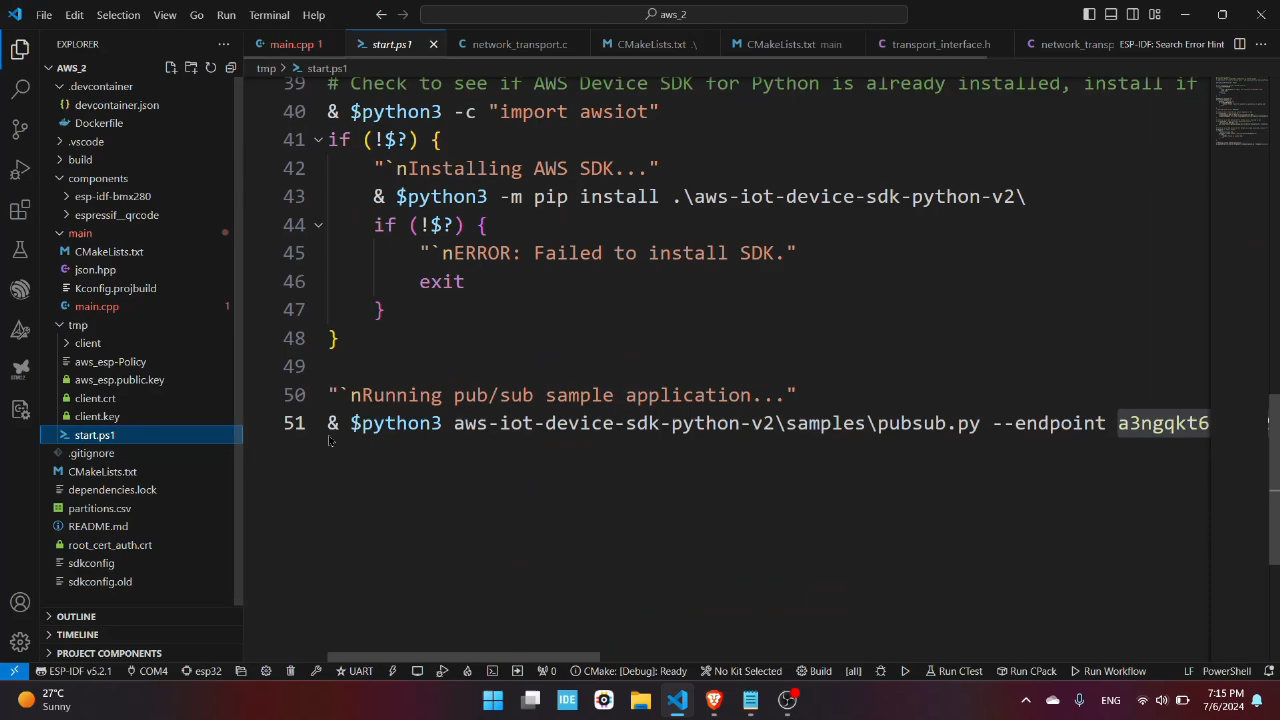 File Edit Selection View Go Run Terminal Help
aws_2
EXPLORER
main.cpp 1
start.ps1
network_transport.c
CMakeLists.txt .\
CMakeLists.txt main
transport_interface.h
network_transp
ESP-IDF: Search Error Hint
AWS_2
tmp > start.ps1
.devcontainer
devcontainer.json
Dockerfile
.vscode
build
components
esp-idf-bmx280
espressif__qrcode
main
CMakeLists.txt
json.hpp
Kconfig.projbuild
main.cpp 1
tmp
client
aws_esp-Policy
aws_esp.public.key
client.crt
client.key
start.ps1
.gitignore
CMakeLists.txt
dependencies.lock
partitions.csv
README.md
root_cert_auth.crt
sdkconfig
sdkconfig.old
OUTLINE
TIMELINE
PROJECT COMPONENTS
39 # Check to see if AWS Device SDK for Python is already installed, install if
40 & $python3 -c "import awsiot"
41 if (!$?) {
42 "`nInstalling AWS SDK..."
43 & $python3 -m pip install .\aws-iot-device-sdk-python-v2\
44 if (!$?) {
45 "`nERROR: Failed to install SDK."
46 exit
47 }
48 }
49
50 "`nRunning pub/sub sample application..."
51 & $python3 aws-iot-device-sdk-python-v2\samples\pubsub.py --endpoint a3ngqkt6
ESP-IDF v5.2.1 COM4 esp32 UART 0 CMake: [Debug]: Ready No Kit Selected Build [all] Run CTest Run CPack Run Workflow LF PowerShell
27°C
Sunny
IDE
ENG
7:15 PM
7/6/2024